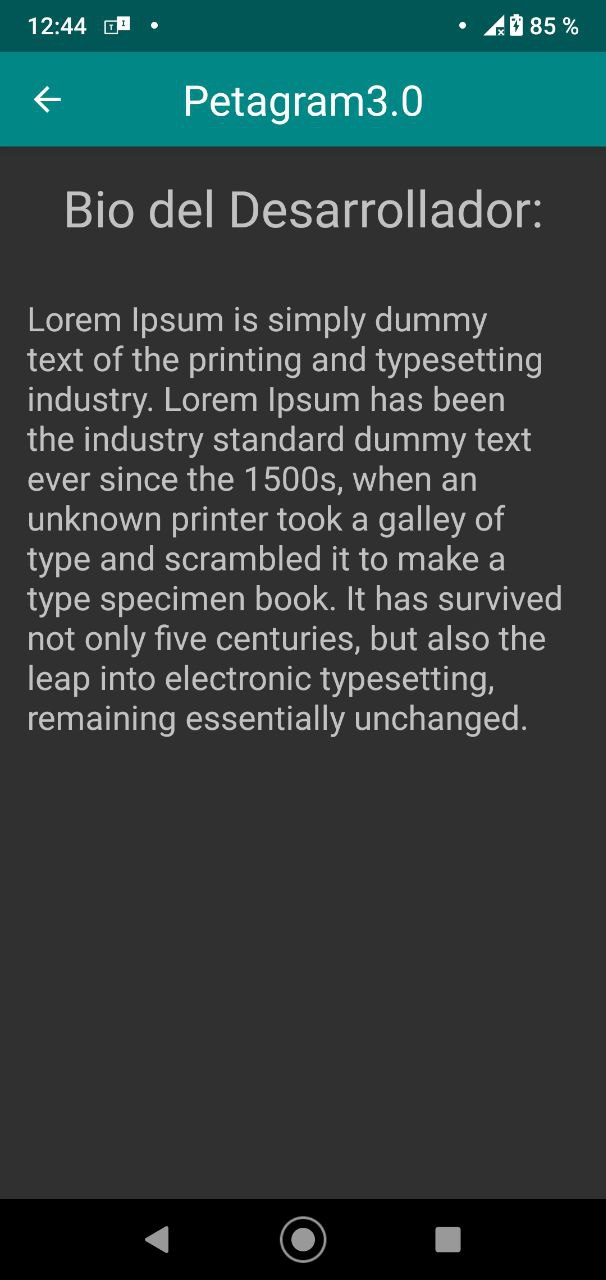 12:44
85 %
Petagram3.0
Bio del Desarrollador:
Lorem Ipsum is simply dummy
text of the printing and typesetting
industry. Lorem Ipsum has been
the industry standard dummy text
ever since the 1500s, when an
unknown printer took a galley of
type and scrambled it to make a
type specimen book. It has survived
not only five centuries, but also the
leap into electronic typesetting,
remaining essentially unchanged.